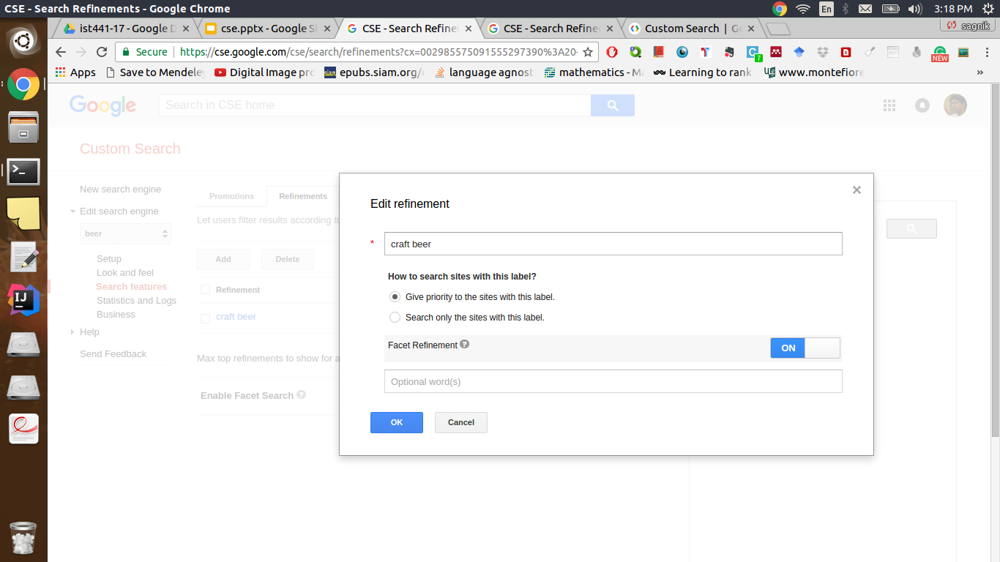 CSE - Search Refinements - Google Chrome
En
3:18 PM
ist441-17 - Google D
cse.pptx - Google Sl
CSE - Search Refinem
CSE - Search Refinem
Custom Search | Go
sagnik
Secure
https://cse.google.com/cse/search/refinements?cx=002985575091555297390%3A20-
7
NEW
Apps
Save to Mendeley
Digital Image pro
siam
epubs.siam.org/
language agnost
mathematics - Ma
Learning to rank
www.montefiore
»
Google
Search in CSE home
Custom Search
New search engine
Edit search engine
beer
Setup
Look and feel
Search features
Statistics and Logs
Business
Help
Send Feedback
Promotions
Refinements
Let users filter results according to
Add
Delete
Refinement
craft beer
Max top refinements to show for a
Enable Facet Search ?
Edit refinement
* craft beer
How to search sites with this label?
Give priority to the sites with this label.
Search only the sites with this label.
Facet Refinement ?
ON
Optional word(s)
OK
Cancel
IJ